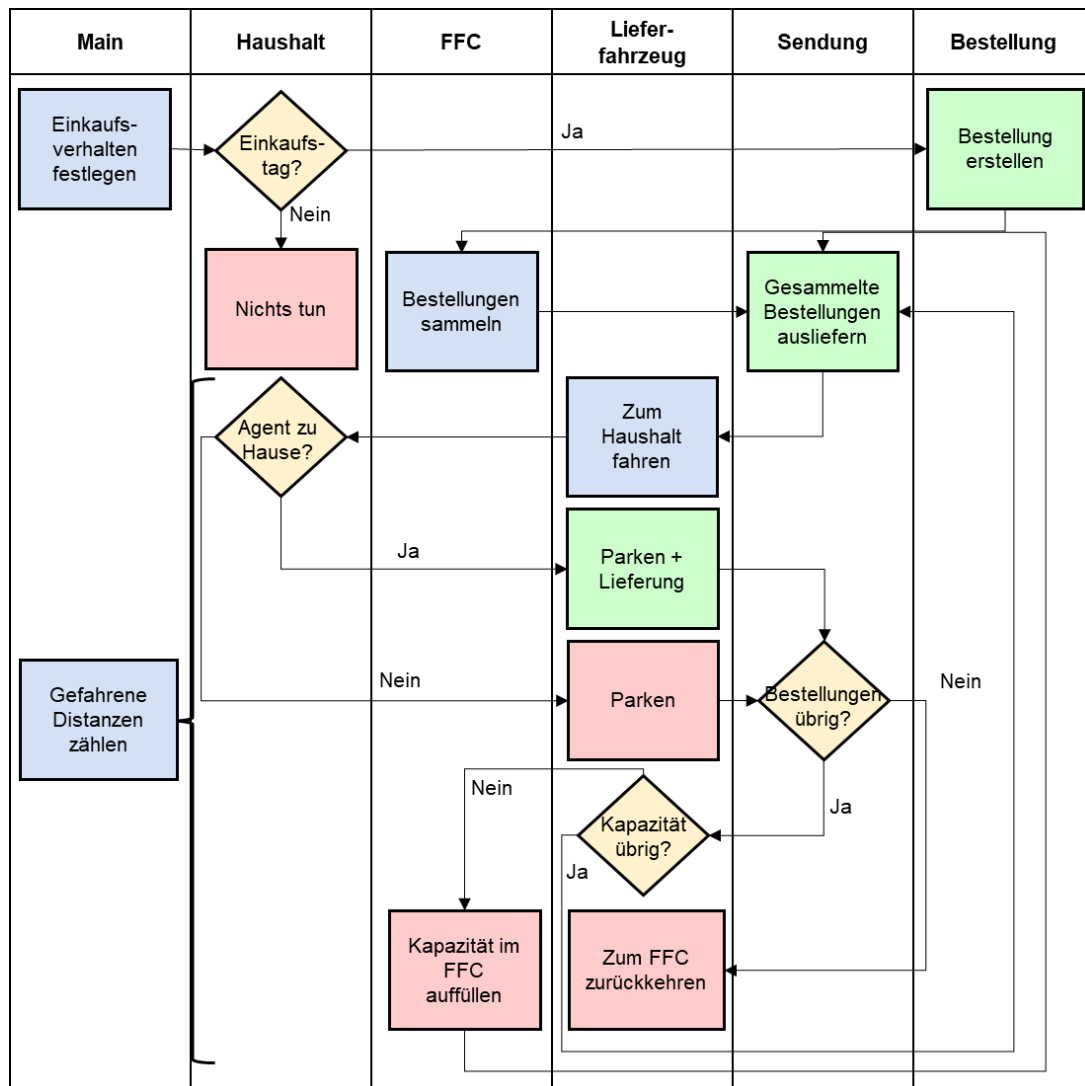 Main
Haushalt
FFC
Liefer-
fahrzeug
Sendung
Bestellung
Einkaufs-
verhalten
festlegen
Einkaufs-
tag?
Ja
Bestellung
erstellen
Nein
Nichts tun
Bestellungen
sammeln
Gesammelte
Bestellungen
ausliefern
Agent zu
Hause?
Zum
Haushalt
fahren
Ja
Parken +
Lieferung
Nein
Parken
Bestellungen
übrig?
Nein
Gefahrene
Distanzen
zählen
Nein
Kapazität
übrig?
Ja
Ja
Kapazität im
FFC
auffüllen
Zum FFC
zurückkehren